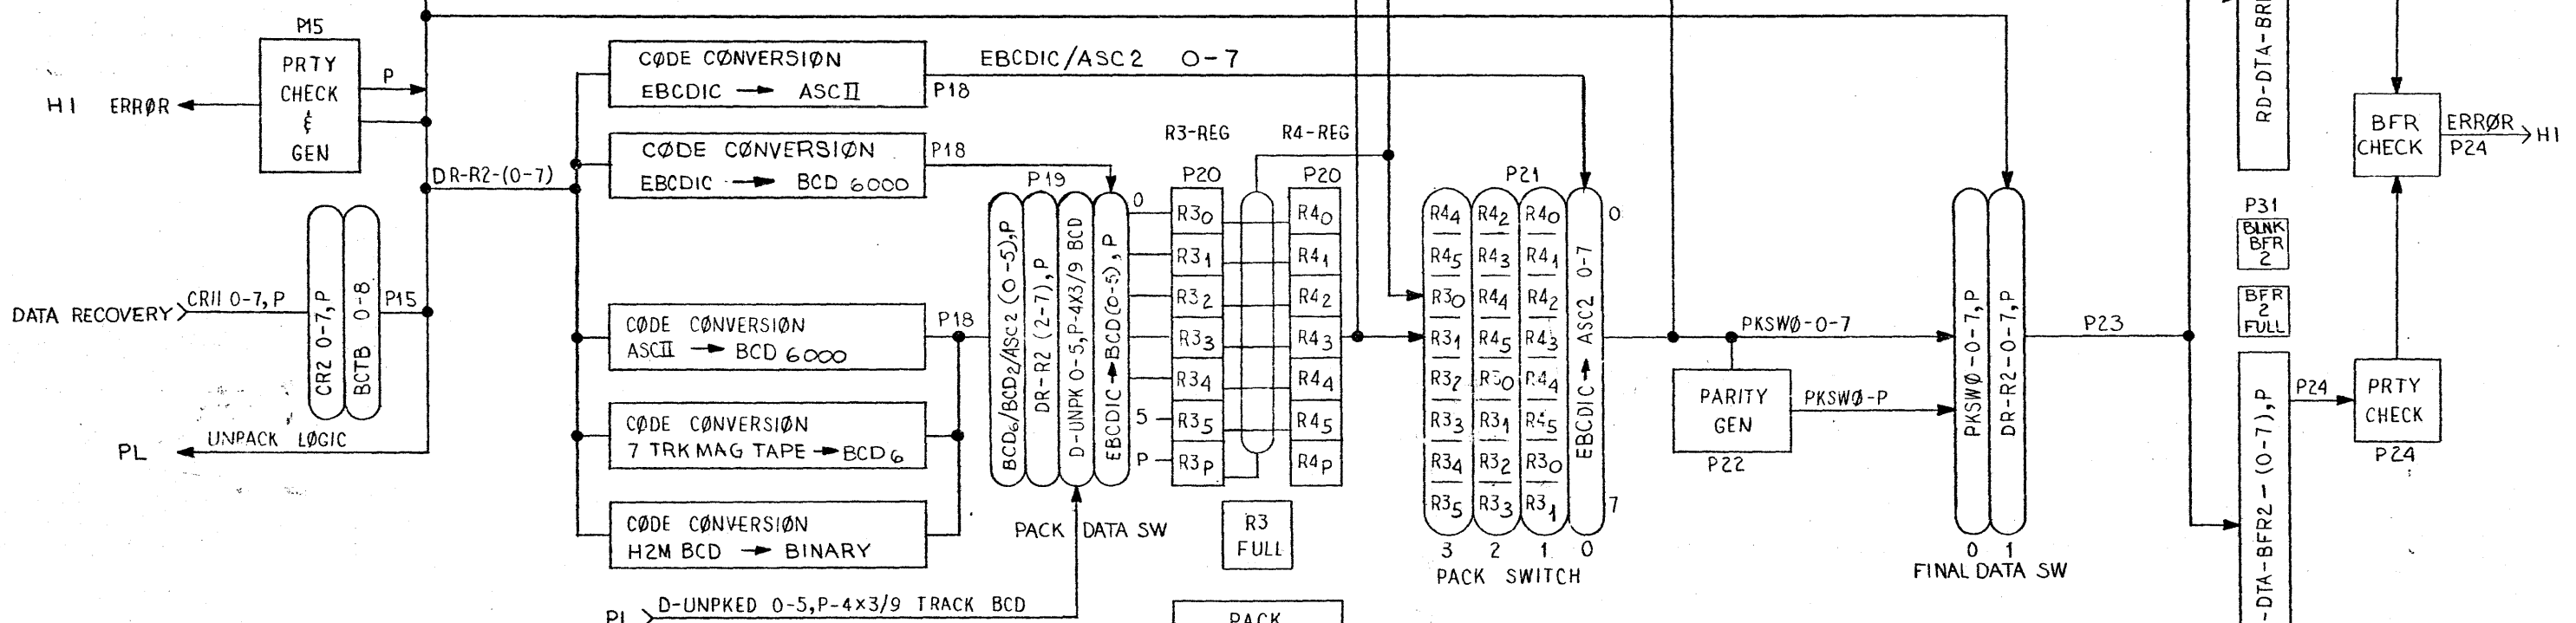 P15
PRTY
CHECK
&
GEN
P
HI ERRØR
DATA RECOVERY
CRII 0-7, P
CR2 0-7, P
BCTB 0-8
P15
UNPACK LØGIC
PL
DR-R2-(0-7)
CØDE CØNVERSIØN
EBCDIC → ASCII
P18
EBCDIC/ASC2 0-7
CØDE CØNVERSIØN
EBCDIC → BCD 6000
P18
CØDE CØNVERSIØN
ASCII → BCD 6000
P18
CØDE CØNVERSIØN
7 TRK MAG TAPE → BCD6
CØDE CØNVERSIØN
H2M BCD → BINARY
PL
D-UNPKED 0-5, P-4X3/9 TRACK BCD
P19
BCD6/BCD2/ASC2 (0-5), P
DR-R2 (2-7), P
D-UNPK 0-5, P-4X3/9 BCD
EBCDIC→BCD(0-5), P
PACK DATA SW
0
5
P
R3-REG
P20
R30
R31
R32
R33
R34
R35
R3P
R3
FULL
R4-REG
P20
R40
R41
R42
R43
R44
R45
R4P
PACK
P21
R44
R45
R30
R31
R32
R33
R34
R35
R42
R43
R44
R45
R30
R31
R32
R33
R40
R41
R42
R43
R44
R45
R30
R31
EBCDIC → ASC2 0-7
0
7
3 2 1 0
PACK SWITCH
PKSWØ-0-7
PARITY
GEN
P22
PKSWØ-P
PKSWØ-0-7, P
DR-R2-0-7, P
0 1
FINAL DATA SW
P23
RD-DTA-BR
P31
BLNK
BFR
2
BFR
2
FULL
-DTA-BFR2-(0-7), P
P24
PRTY
CHECK
P24
BFR
CHECK
ERRØR
P24
HI